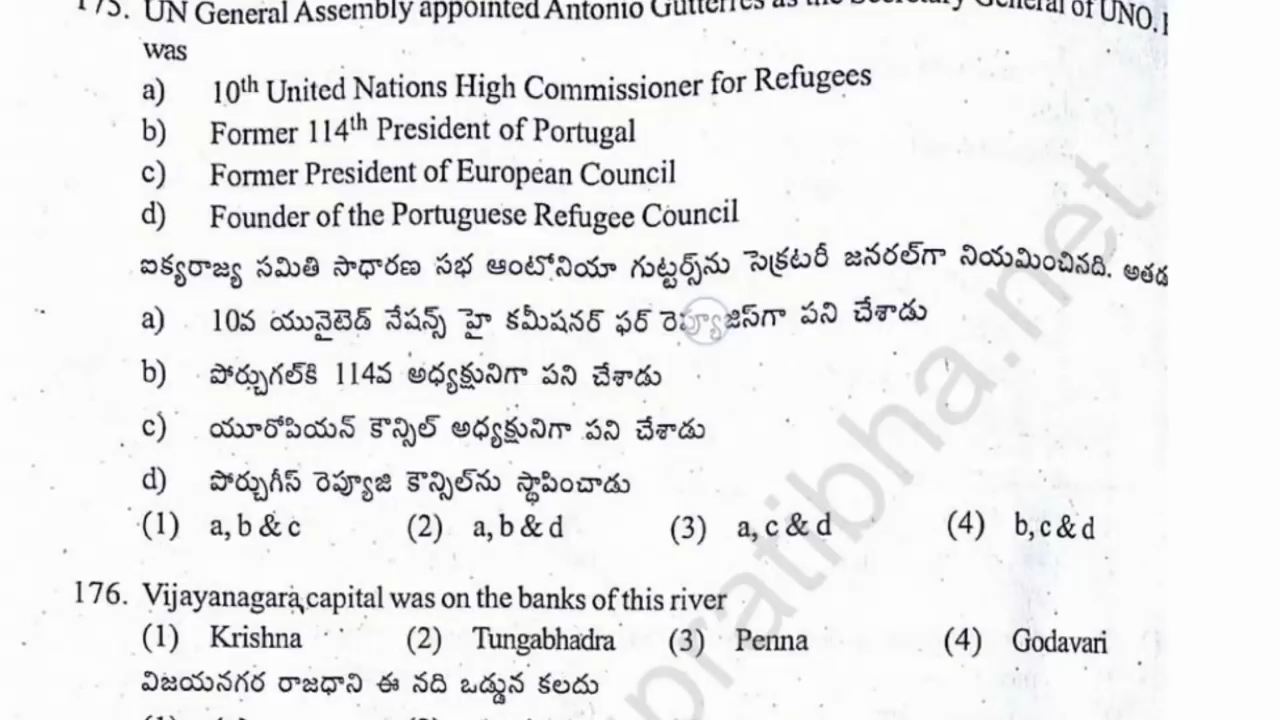 175. UN General Assembly appointed Antonio Gutterres as the Secretary General of UNO.
was
a) 10th United Nations High Commissioner for Refugees
b) Former 114th President of Portugal
c) Former President of European Council
d) Founder of the Portuguese Refugee Council
ఐక్యరాజ్య సమితి సాధారణ సభ ఆంటోనియా గుట్టర్స్‌ను సెక్రటరీ జనరల్‌గా నియమించినది. అతడ
a) 10వ యునైటెడ్ నేషన్స్ హై కమీషనర్ ఫర్ రెప్యూజిస్‌గా పని చేశాడు
b) పోర్చుగల్‌కి 114వ అధ్యక్షునిగా పని చేశాడు
c) యూరోపియన్ కౌన్సిల్ అధ్యక్షునిగా పని చేశాడు
d) పోర్చుగీస్ రెప్యూజి కౌన్సిల్‌ను స్థాపించాడు
(1) a, b & c (2) a, b & d (3) a, c & d (4) b, c & d
176. Vijayanagara capital was on the banks of this river
(1) Krishna (2) Tungabhadra (3) Penna (4) Godavari
విజయనగర రాజధాని ఈ నది ఒడ్డున కలదు
pratibha.net